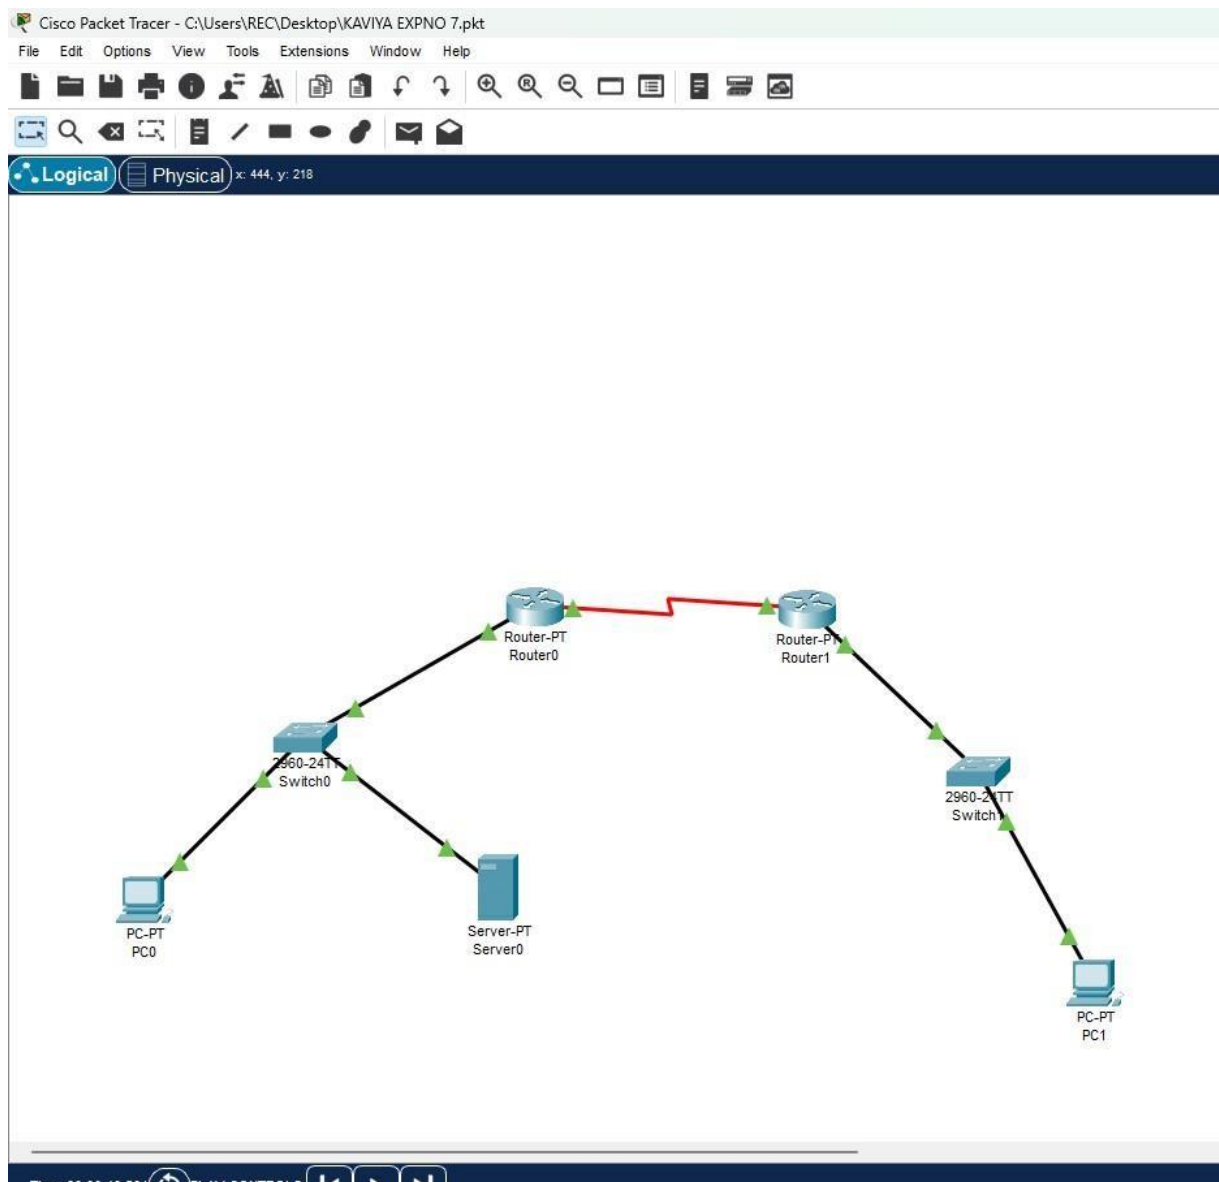 Cisco Packet Tracer - C:\Users\REC\Desktop\KAVIYA EXPNO 7.pkt
File Edit Options View Tools Extensions Window Help
Logical Physical x: 444, y: 218
Router-PT
Router0
Router-PT
Router1
2960-24TT
Switch0
2960-24TT
Switch1
PC-PT
PC0
Server-PT
Server0
PC-PT
PC1